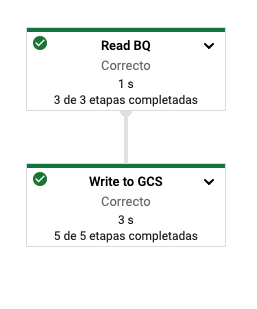 Read BQ
Correcto
1 s
3 de 3 etapas completadas
Write to GCS
Correcto
3 s
5 de 5 etapas completadas